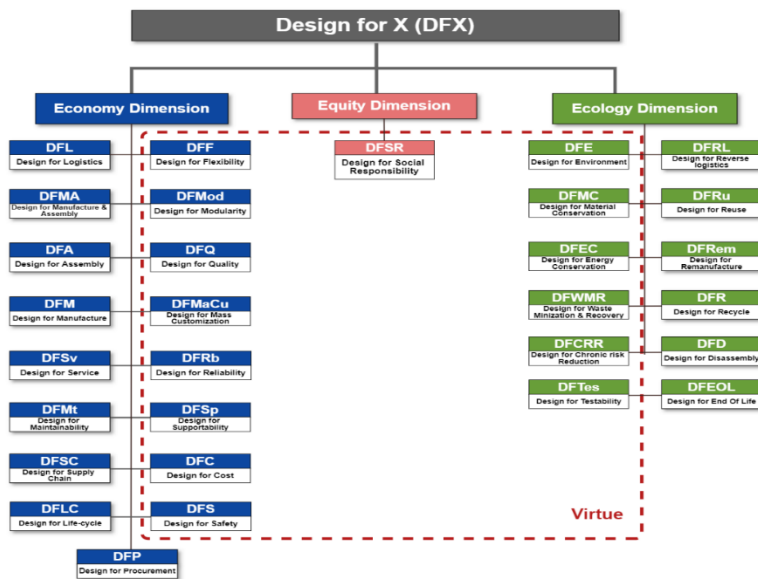 Design for X (DFX)
Economy Dimension
Equity Dimension
Ecology Dimension
DFL
Design for Logistics
DFF
Design for Flexibility
DFSR
Design for Social
Responsibility
DFE
Design for Environment
DFRL
Design for Reverse
logistics
DFMA
Design for Manufacture &
Assembly
DFMod
Design for Modularity
DFMC
Design for Material
Conservation
DFRu
Design for Reuse
DFA
Design for Assembly
DFQ
Design for Quality
DFEC
Design for Energy
Conservation
DFRem
Design for
Remanufacture
DFM
Design for Manufacture
DFMaCu
Design for Mass
Customization
DFWMR
Design for Waste
Minization & Recovery
DFR
Design for Recycle
DFSv
Design for Service
DFRb
Design for Reliability
DFCRR
Design for Chronic risk
Reduction
DFD
Design for Disassembly
DFMt
Design for
Maintainability
DFSp
Design for
Supportability
DFTes
Design for Testability
DFEOL
Design for End Of Life
DFSC
Design for Supply
Chain
DFC
Design for Cost
DFLC
Design for Life-cycle
DFS
Design for Safety
Virtue
DFP
Design for Procurement